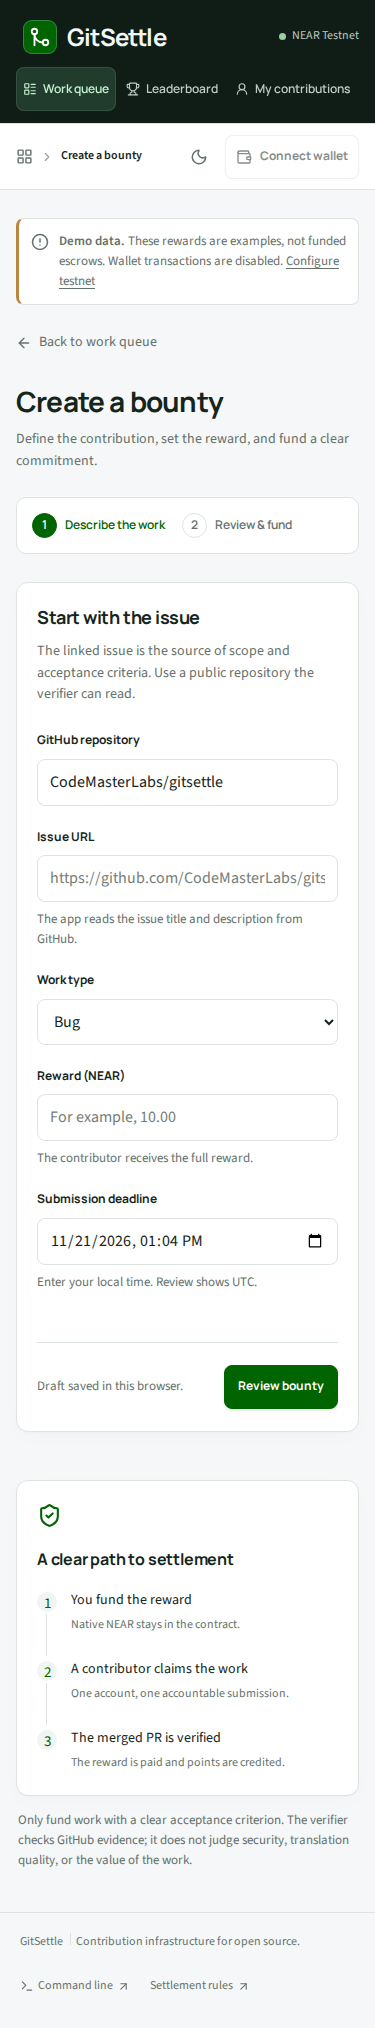 GitSettle
NEAR Testnet
Work queue
Leaderboard
My contributions
Create a bounty
Connect wallet
Demo data. These rewards are examples, not funded
escrows. Wallet transactions are disabled. Configure
testnet
Back to work queue
Create a bounty
Define the contribution, set the reward, and fund a clear
commitment.
1 Describe the work
2 Review & fund
Start with the issue
The linked issue is the source of scope and
acceptance criteria. Use a public repository the
verifier can read.
GitHub repository
CodeMasterLabs/gitsettle
Issue URL
https://github.com/CodeMasterLabs/gits
The app reads the issue title and description from
GitHub.
Work type
Bug
Reward (NEAR)
For example, 10.00
The contributor receives the full reward.
Submission deadline
11/21/2026, 01:04 PM
Enter your local time. Review shows UTC.
Draft saved in this browser.
Review bounty
A clear path to settlement
1 You fund the reward
Native NEAR stays in the contract.
2 A contributor claims the work
One account, one accountable submission.
3 The merged PR is verified
The reward is paid and points are credited.
Only fund work with a clear acceptance criterion. The verifier
checks GitHub evidence; it does not judge security, translation
quality, or the value of the work.
GitSettle
Contribution infrastructure for open source.
Command line
Settlement rules